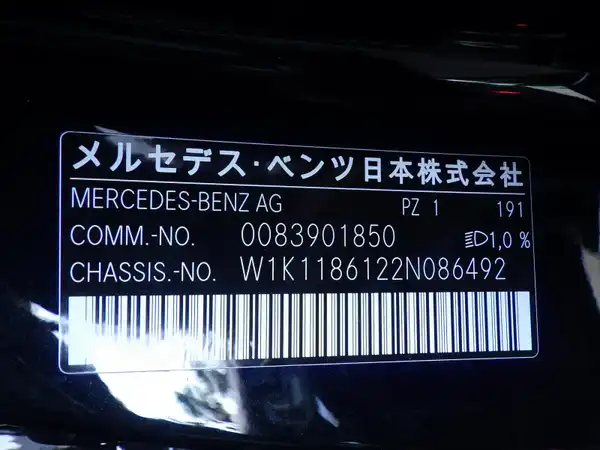 メルセデス・ベンツ日本株式会社
MERCEDES-BENZ AG PZ 1 191
COMM.-NO. 0083901850 1,0 %
CHASSIS.-NO. W1K1186122N086492